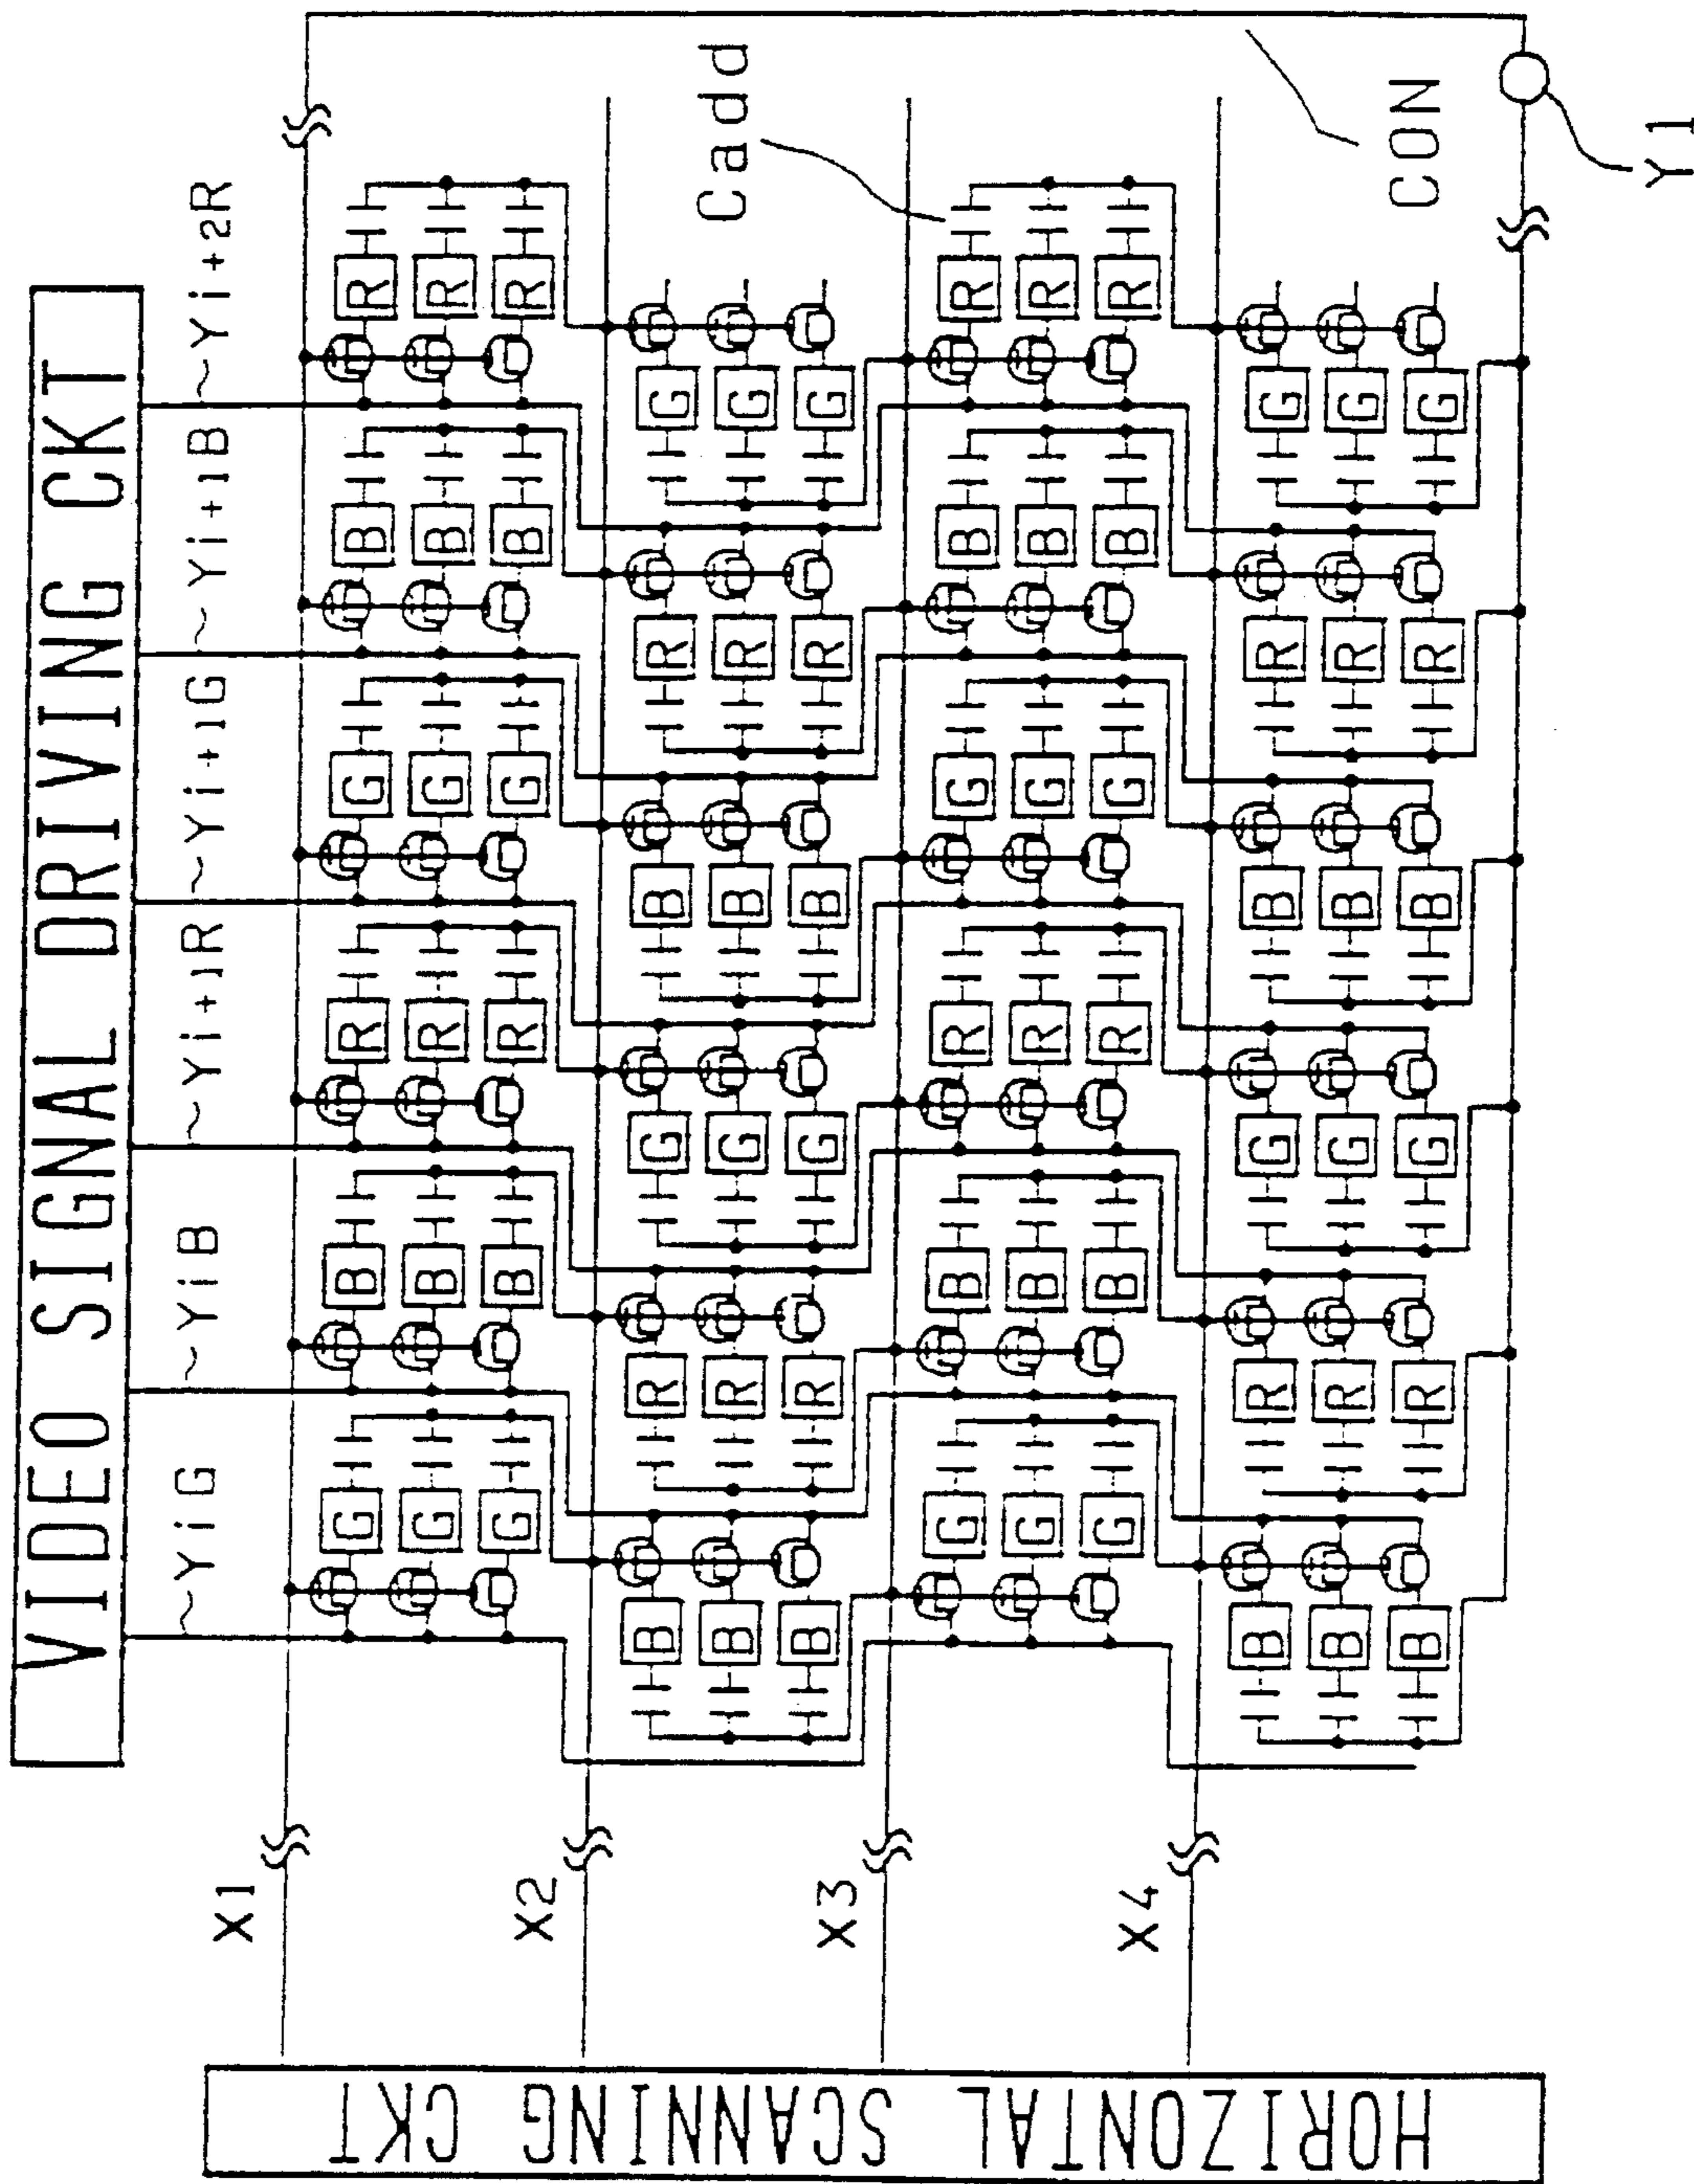 VIDEO SIGNAL DRIVING CKT
~YiG
~YiB
~Yi+1R
~Yi+1G
~Yi+1B
~Yi+2R
HORIZONTAL
SCANNING CKT
X1
G B R G B R
G B R G B R
G B R G B R
X2
B R G B R G
B R G B R G
B R G B R G
Cadd
X3
G B R G B R
G B R G B R
G B R G B R
X4
B R G B R G
B R G B R G
B R G B R G
CON
Y1